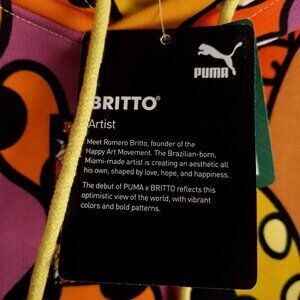 PUMA
BRITTO®
Artist
Meet Romero Britto, founder of the
Happy Art Movement. The Brazilian-born,
Miami-made artist is creating an aesthetic all
his own, shaped by love, hope, and happiness.
The debut of PUMA x BRITTO reflects this
optimistic view of the world, with vibrant
colors and bold patterns.